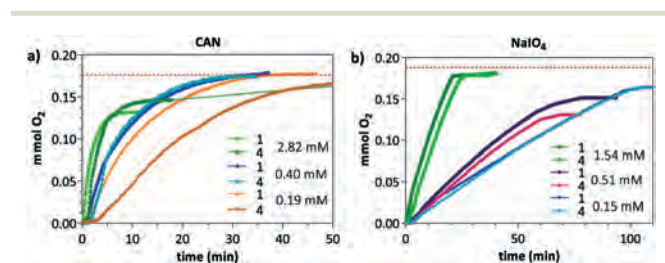 a) CAN
mmol O2
0.20
0.15
0.10
0.05
0.00
1
4 2.82 mM
1
4 0.40 mM
1
4 0.19 mM
0 10 20 30 40 50
time (min)
b) NaIO4
mmol O2
0.20
0.15
0.10
0.05
0.00
1
4 1.54 mM
1
4 0.51 mM
1
4 0.15 mM
0 50 100
time (min)